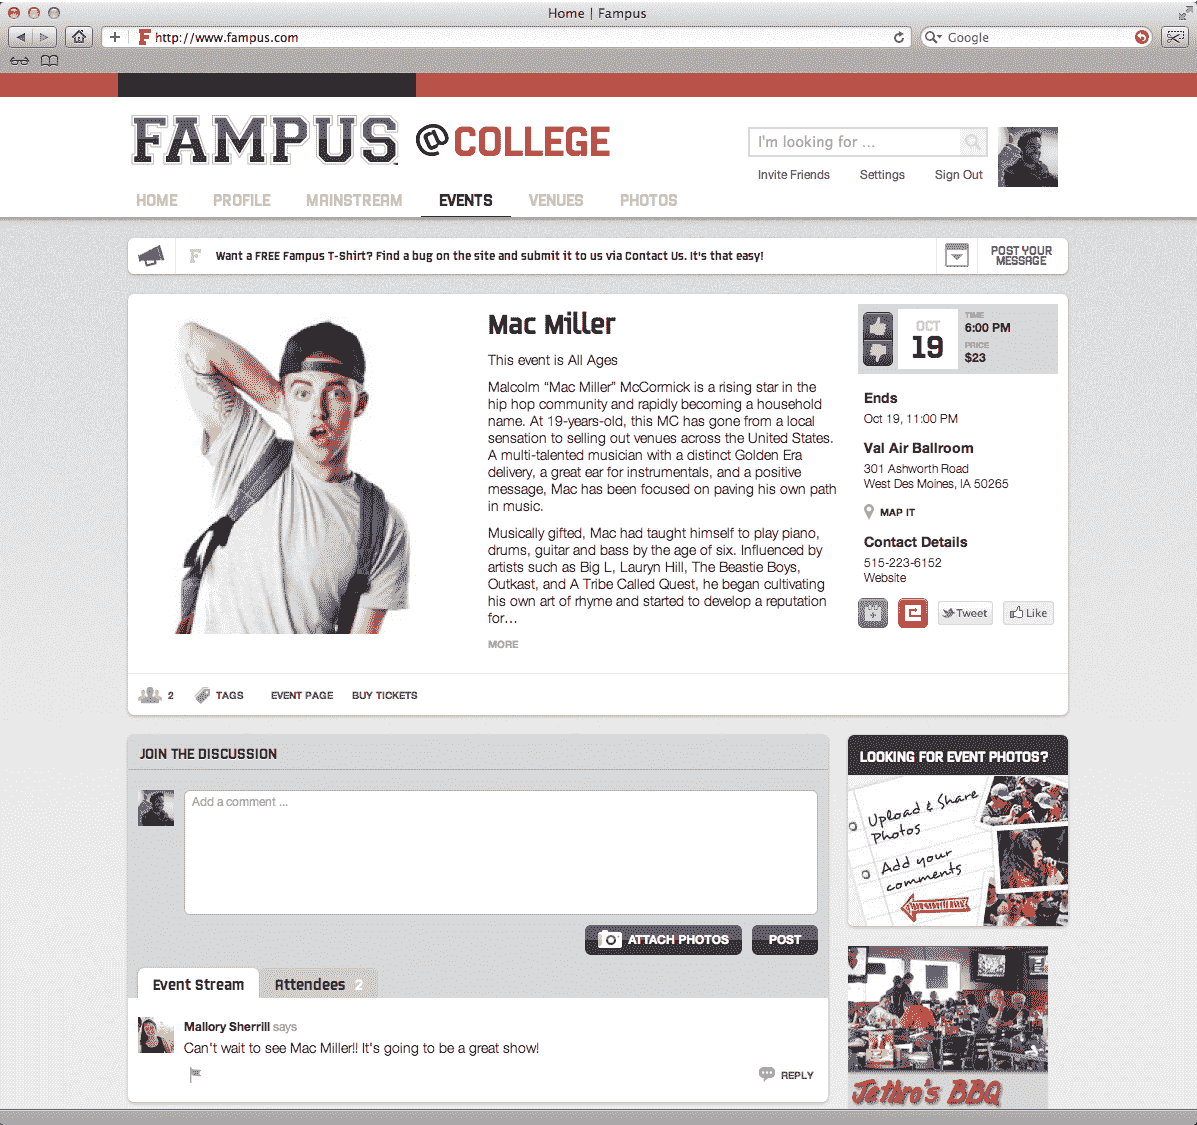 Home | Fampus
http://www.fampus.com
Google
FAMPUS @COLLEGE
I'm looking for ...
Invite Friends Settings Sign Out
HOME PROFILE MAINSTREAM EVENTS VENUES PHOTOS
F Want a FREE Fampus T-Shirt? Find a bug on the site and submit it to us via Contact Us. It's that easy!
POST YOUR
MESSAGE
Mac Miller
This event is All Ages
Malcolm “Mac Miller” McCormick is a rising star in the
hip hop community and rapidly becoming a household
name. At 19-years-old, this MC has gone from a local
sensation to selling out venues across the United States.
A multi-talented musician with a distinct Golden Era
delivery, a great ear for instrumentals, and a positive
message, Mac has been focused on paving his own path
in music.
Musically gifted, Mac had taught himself to play piano,
drums, guitar and bass by the age of six. Influenced by
artists such as Big L, Lauryn Hill, The Beastie Boys,
Outkast, and A Tribe Called Quest, he began cultivating
his own art of rhyme and started to develop a reputation
for...
MORE
OCT
19
TIME
6:00 PM
PRICE
$23
Ends
Oct 19, 11:00 PM
Val Air Ballroom
301 Ashworth Road
West Des Moines, IA 50265
MAP IT
Contact Details
515-223-6152
Website
Tweet Like
2 TAGS EVENT PAGE BUY TICKETS
JOIN THE DISCUSSION
Add a comment ...
ATTACH PHOTOS POST
Event Stream Attendees 2
Mallory Sherrill says
Can't wait to see Mac Miller!! It's going to be a great show!
REPLY
LOOKING FOR EVENT PHOTOS?
Upload & Share
Photos
Add your
comments
Jethro's BBQ